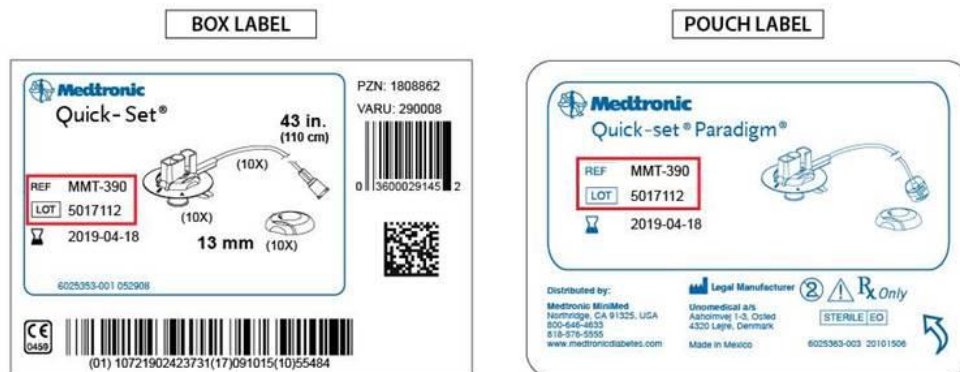 BOX LABEL
Medtronic
Quick-Set®
43 in.
(110 cm)
(10X)
REF MMT-390
LOT 5017112
(10X)
2019-04-18
13 mm (10X)
6025353-001 052908
PZN: 1808862
VARU: 290008
0 13600029145 2
CE
0459
(01) 10721902423731(17)091015(10)55484
POUCH LABEL
Medtronic
Quick-set® Paradigm®
REF MMT-390
LOT 5017112
2019-04-18
Distributed by:
Medtronic MiniMed
Northridge, CA 91325, USA
800-646-4633
818-576-5555
www.medtronicdiabetes.com
Legal Manufacturer
Unomedical a/s
Aaholmvej 1-3, Osted
4320 Lejre, Denmark
Made in Mexico
2
Rx Only
STERILE EO
6025363-003 20101506